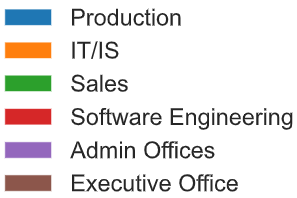 Production
IT/IS
Sales
Software Engineering
Admin Offices
Executive Office